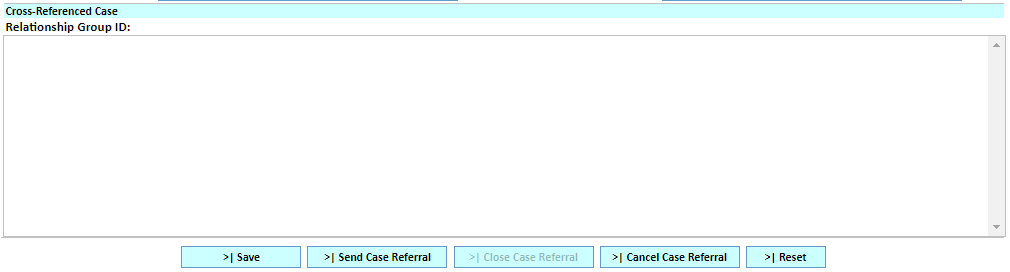 Cross-Referenced Case
Relationship Group ID:
>| Save >| Send Case Referral >| Close Case Referral >| Cancel Case Referral >| Reset